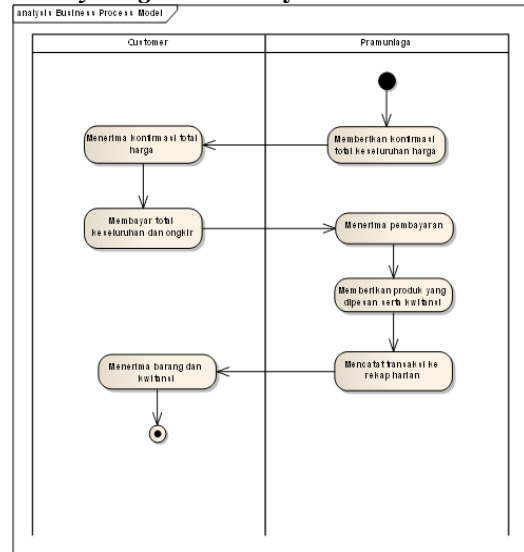 analysis Business Process Model
Customer
Pramuniaga
Menerima konfirmasi total
harga
Memberikan konfirmasi
total keseluruhan harga
Membayar total
keseluruhan dan ongkir
Menerima pembayaran
Memberikan produk yang
dipesan serta kwitansi
Menerima barang dan
kwitansi
Mencatat transaksi ke
rekap harian